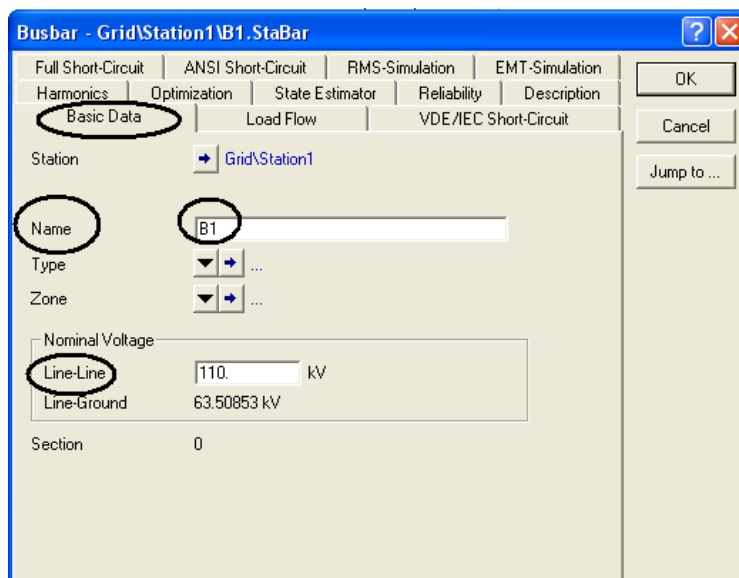 Busbar - Grid\Station1\B1.StaBar
Full Short-Circuit ANSI Short-Circuit RMS-Simulation EMT-Simulation
Harmonics Optimization State Estimator Reliability Description
Basic Data Load Flow VDE/IEC Short-Circuit
OK
Cancel
Jump to ...
Station Grid\Station1
Name B1
Type ...
Zone ...
Nominal Voltage
Line-Line 110. kV
Line-Ground 63.50853 kV
Section 0